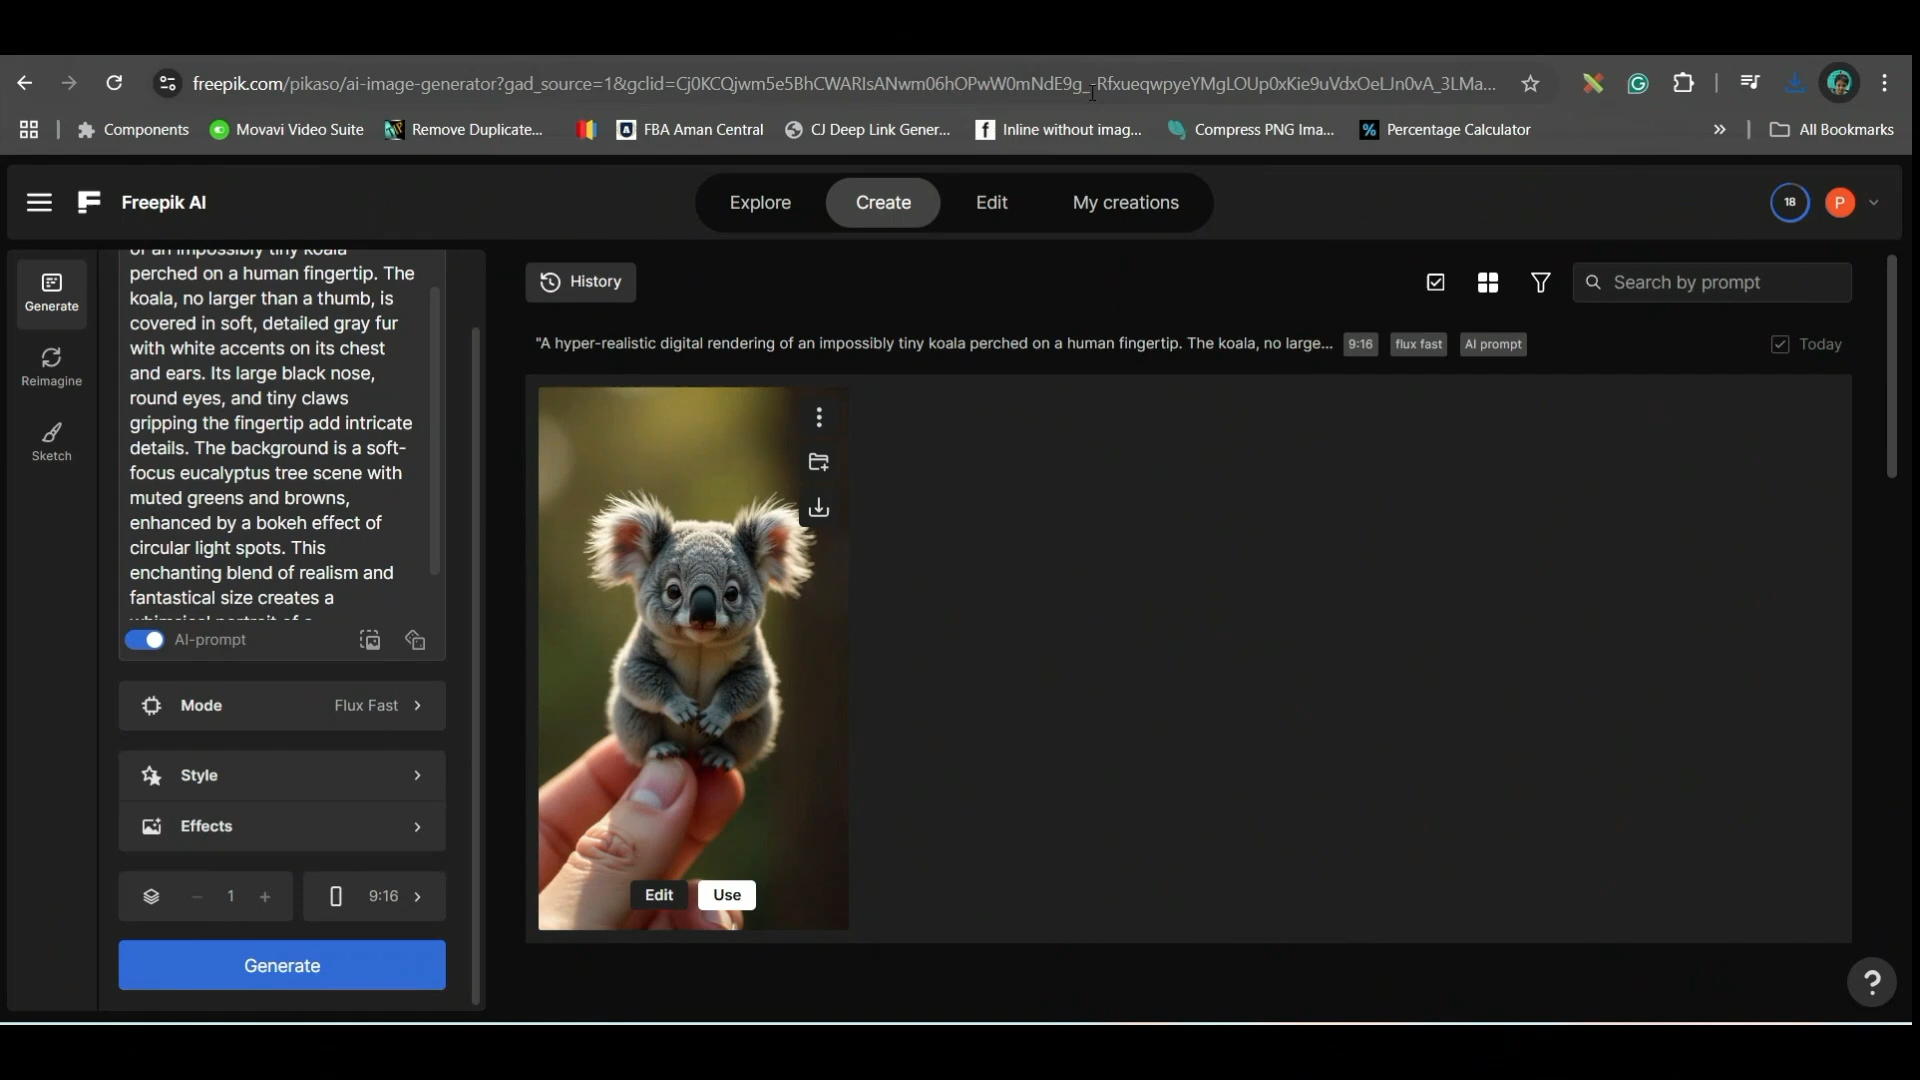 freepik.com/pikaso/ai-image-generator?gad_source=1&gclid=Cj0KCQjwm5e5BhCWARIsANwm06hOPwW0mNdE9g_-RfxueqwpyeYMgLOUp0xKie9uVdxOeLJn0vA_3LMa...
Components Movavi Video Suite Remove Duplicate... FBA Aman Central CJ Deep Link Gener... Inline without imag... Compress PNG Ima... Percentage Calculator » All Bookmarks
Freepik AI Explore Create Edit My creations 18 P
Generate
Reimagine
Sketch
of an impossibly tiny koala
perched on a human fingertip. The
koala, no larger than a thumb, is
covered in soft, detailed gray fur
with white accents on its chest
and ears. Its large black nose,
round eyes, and tiny claws
gripping the fingertip add intricate
details. The background is a soft-
focus eucalyptus tree scene with
muted greens and browns,
enhanced by a bokeh effect of
circular light spots. This
enchanting blend of realism and
fantastical size creates a
whimsical portrait of a
AI-prompt
Mode Flux Fast
Style
Effects
1 9:16
Generate
History Search by prompt
"A hyper-realistic digital rendering of an impossibly tiny koala perched on a human fingertip. The koala, no large... 9:16 flux fast AI prompt Today
Edit Use
?